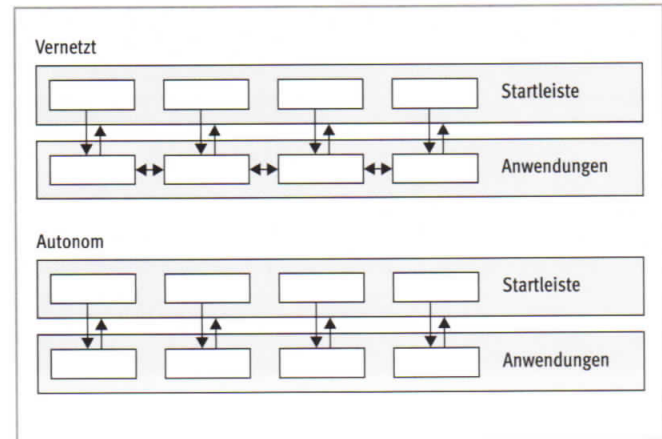 Vernetzt
Startleiste
Anwendungen
Autonom
Startleiste
Anwendungen